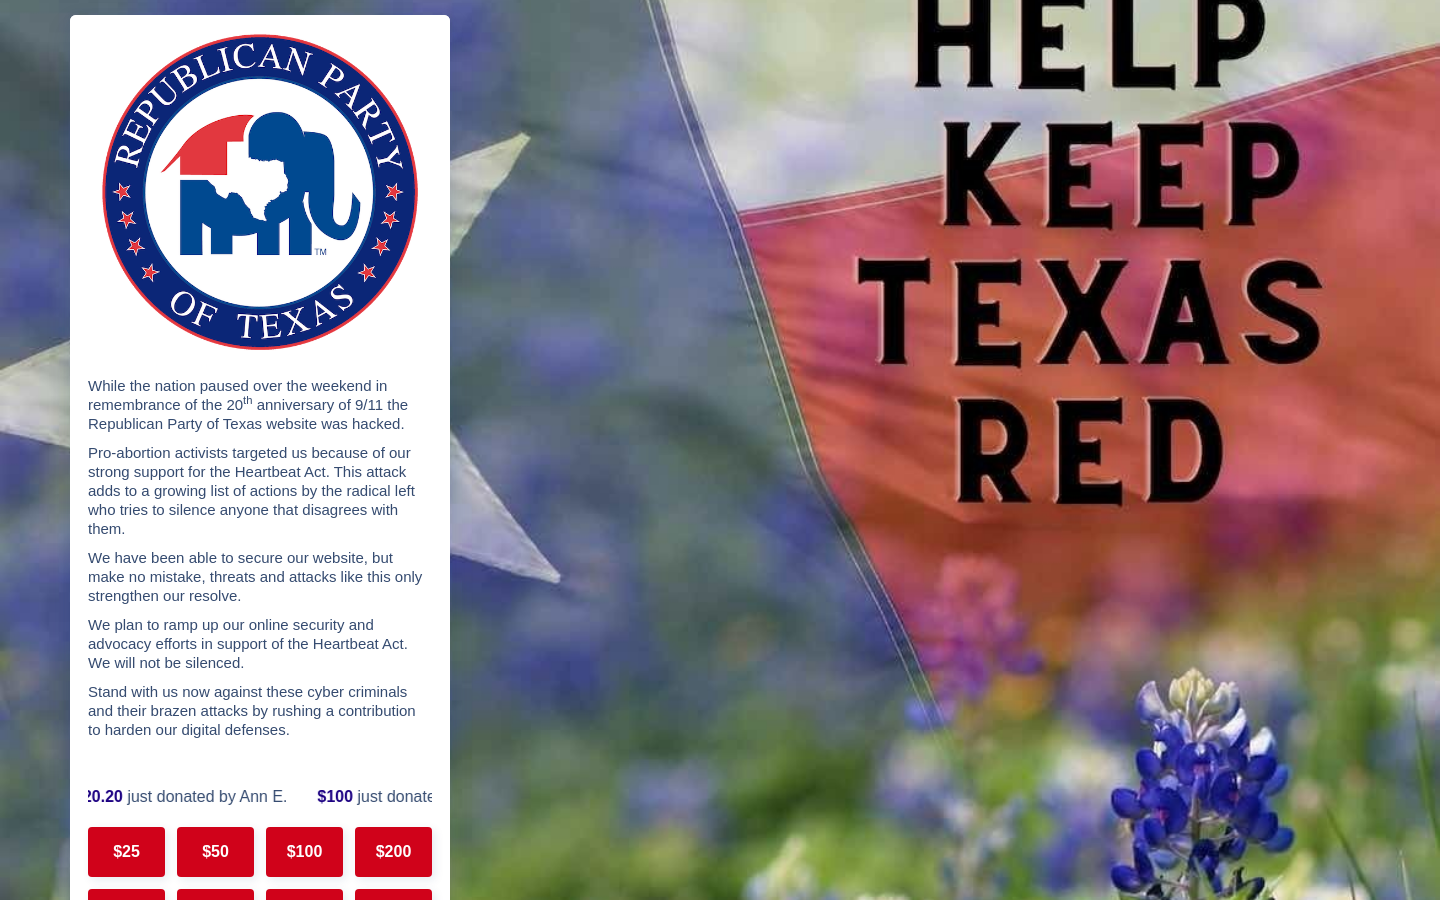 REPUBLICAN PARTY
OF TEXAS
TM
While the nation paused over the weekend in
remembrance of the 20th anniversary of 9/11 the
Republican Party of Texas website was hacked.
Pro-abortion activists targeted us because of our
strong support for the Heartbeat Act. This attack
adds to a growing list of actions by the radical left
who tries to silence anyone that disagrees with
them.
We have been able to secure our website, but
make no mistake, threats and attacks like this only
strengthen our resolve.
We plan to ramp up our online security and
advocacy efforts in support of the Heartbeat Act.
We will not be silenced.
Stand with us now against these cyber criminals
and their brazen attacks by rushing a contribution
to harden our digital defenses.
20.20 just donated by Ann E. $100 just donate
$25 $50 $100 $200
HELP
KEEP
TEXAS
RED